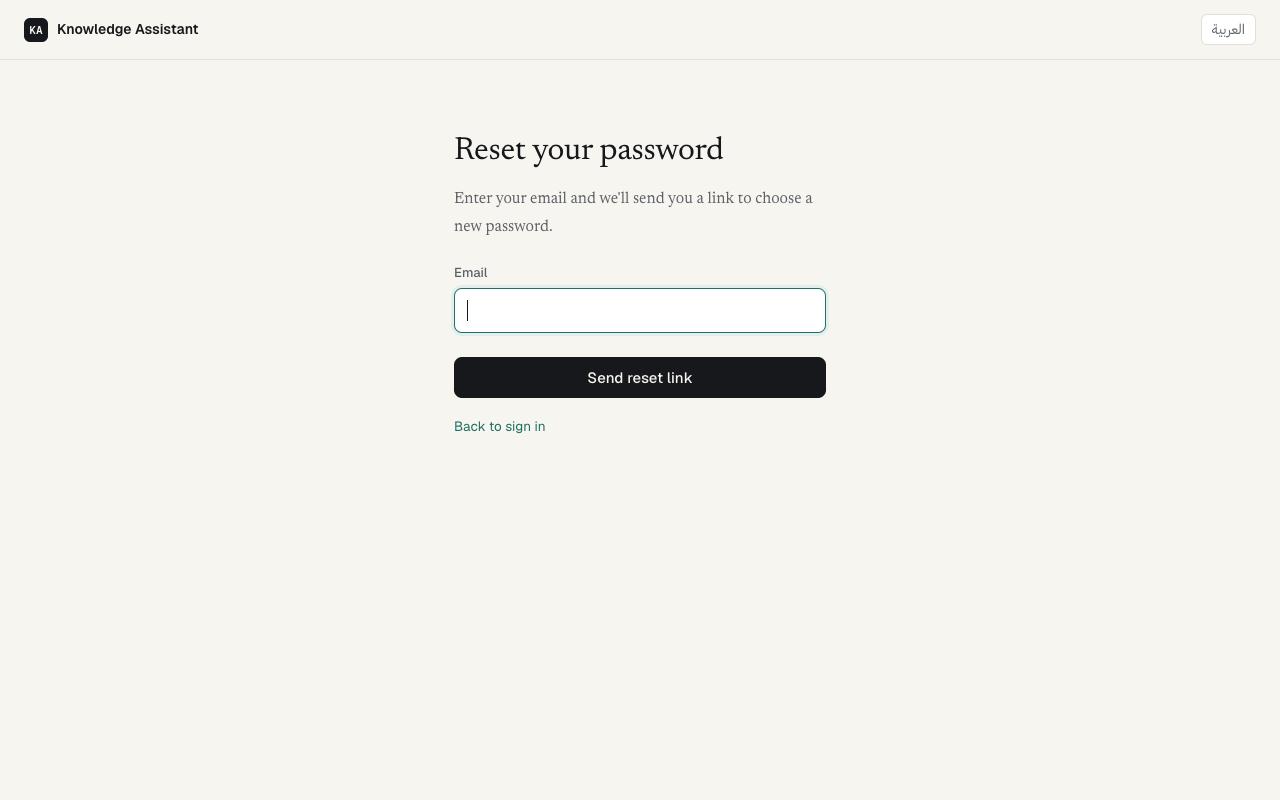 KA Knowledge Assistant
العربية
Reset your password
Enter your email and we'll send you a link to choose a
new password.
Email
Send reset link
Back to sign in